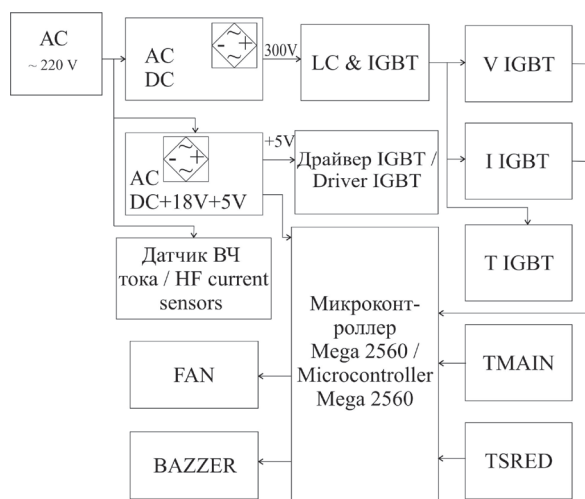 AC
~ 220 V
AC
DC
- ~ ~ +
300V
LC & IGBT
V IGBT
- ~ ~ +
AC
DC+18V+5V
+5V
Драйвер IGBT /
Driver IGBT
I IGBT
T IGBT
Датчик ВЧ
тока / HF current
sensors
Микроконт-
роллер
Mega 2560 /
Microcontroller
Mega 2560
FAN
TMAIN
BAZZER
TSRED